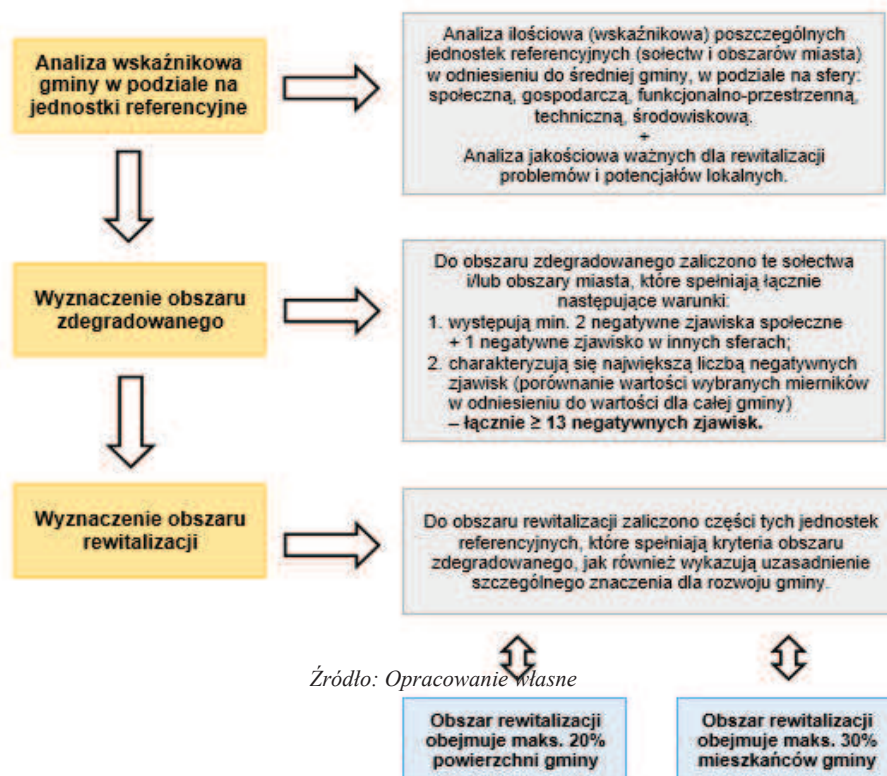 Analiza wskaźnikowa
gminy w podziale na
jednostki referencyjne
Analiza ilościowa (wskaźnikowa) poszczególnych
jednostek referencyjnych (sołectw i obszarów miasta)
w odniesieniu do średniej gminy, w podziale na sfery:
społeczną, gospodarczą, funkcjonalno-przestrzenną,
techniczną, środowiskową.
+
Analiza jakościowa ważnych dla rewitalizacji
problemów i potencjałów lokalnych.
Wyznaczenie obszaru
zdegradowanego
Do obszaru zdegradowanego zaliczono te sołectwa
i/lub obszary miasta, które spełniają łącznie
następujące warunki:
1. występują min. 2 negatywne zjawiska społeczne
+ 1 negatywne zjawisko w innych sferach;
2. charakteryzują się największą liczbą negatywnych
zjawisk (porównanie wartości wybranych mierników
w odniesieniu do wartości dla całej gminy)
– łącznie ≥ 13 negatywnych zjawisk.
Wyznaczenie obszaru
rewitalizacji
Do obszaru rewitalizacji zaliczono części tych jednostek
referencyjnych, które spełniają kryteria obszaru
zdegradowanego, jak również wykazują uzasadnienie
szczególnego znaczenia dla rozwoju gminy.
Źródło: Opracowanie własne
Obszar rewitalizacji
obejmuje maks. 20%
powierzchni gminy
Obszar rewitalizacji
obejmuje maks. 30%
mieszkańców gminy